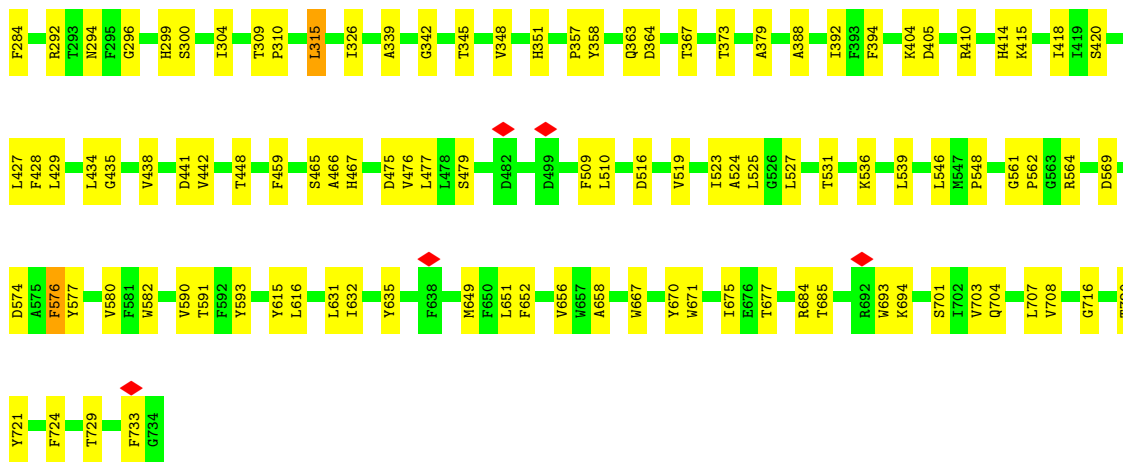 F284 R292 T293 N294 F295 G296 H299 S300 I304 T309 P310 L315 I326 A339 G342 T345 V348 H351 P357 Y358 Q363 D364 T367 T373 A379 A388 I392 F393 F394 K404 D405 R410 H414 K415 I418 I419 S420
L427 F428 L429 L434 G435 V438 D441 V442 T448 F459 S465 A466 H467 D475 V476 L477 L478 S479 D482 D499 F509 L510 D516 V519 I523 A524 L525 G526 L527 T531 K536 L539 L546 M547 P548 G561 P562 G563 R564 D569
D574 A575 F576 Y577 V580 F581 W582 V590 T591 F592 Y593 Y615 L616 L631 I632 Y635 F638 M649 F650 L651 F652 V656 W657 A658 W667 Y670 W671 I675 E676 T677 R684 T685 R692 W693 K694 S701 I702 V703 Q704 L707 V708 G716
Y721 F724 T729 F733 G734